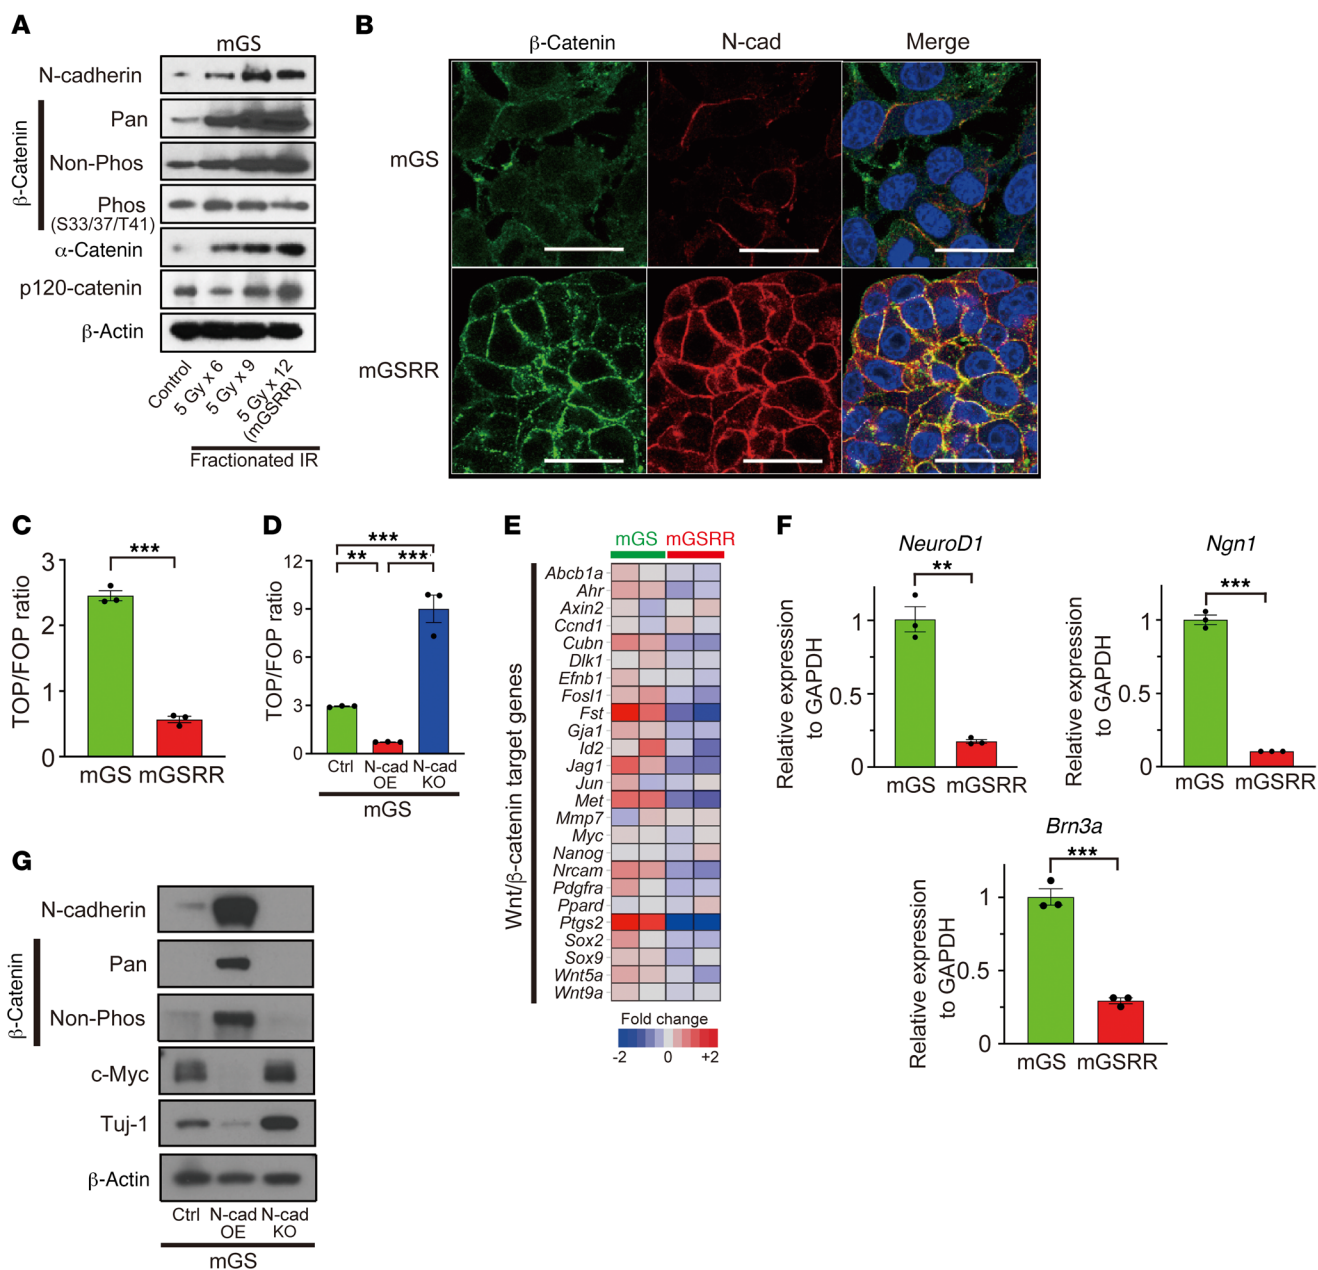 A
mGS
N-cadherin
β-Catenin
Pan
Non-Phos
Phos
(S33/37/T41)
α-Catenin
p120-catenin
β-Actin
Control
5 Gy x 6
5 Gy x 9
5 Gy x 12
(mGSRR)
Fractionated IR
B
β-Catenin N-cad Merge
mGS
mGSRR
C
TOP/FOP ratio
3
2
1
0
***
mGS mGSRR
D
TOP/FOP ratio
12
9
6
3
0
***
** ***
Ctrl N-cad OE N-cad KO
mGS
E
mGS mGSRR
Wnt/β-catenin target genes
Abcb1a
Ahr
Axin2
Ccnd1
Cubn
Dlk1
Efnb1
Fosl1
Fst
Gja1
Id2
Jag1
Jun
Met
Mmp7
Myc
Nanog
Nrcam
Pdgfra
Ppard
Ptgs2
Sox2
Sox9
Wnt5a
Wnt9a
Fold change
-2 0 +2
F
NeuroD1
Relative expression
to GAPDH
1
0.5
0
**
mGS mGSRR
Ngn1
Relative expression
to GAPDH
1
0.5
0
***
mGS mGSRR
Brn3a
Relative expression
to GAPDH
1
0.5
0
***
mGS mGSRR
G
N-cadherin
β-Catenin
Pan
Non-Phos
c-Myc
Tuj-1
β-Actin
Ctrl N-cad OE N-cad KO
mGS